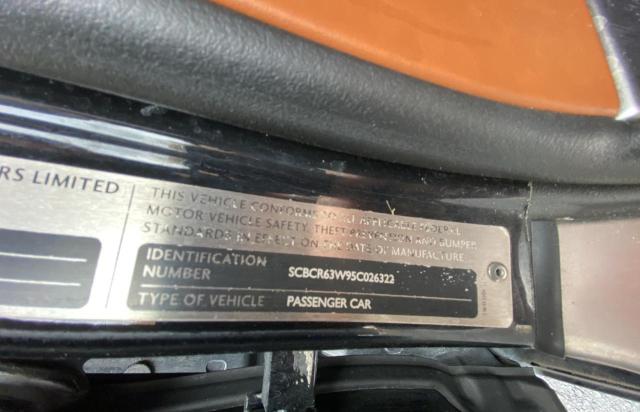 RS LIMITED
THIS VEHICLE CONFORMS TO ALL APPLICABLE FEDERAL
MOTOR VEHICLE SAFETY, THEFT PREVENTION AND BUMPER
STANDARDS IN EFFECT ON THE DATE OF MANUFACTURE
IDENTIFICATION
NUMBER SCBCR63W95C026322
TYPE OF VEHICLE PASSENGER CAR